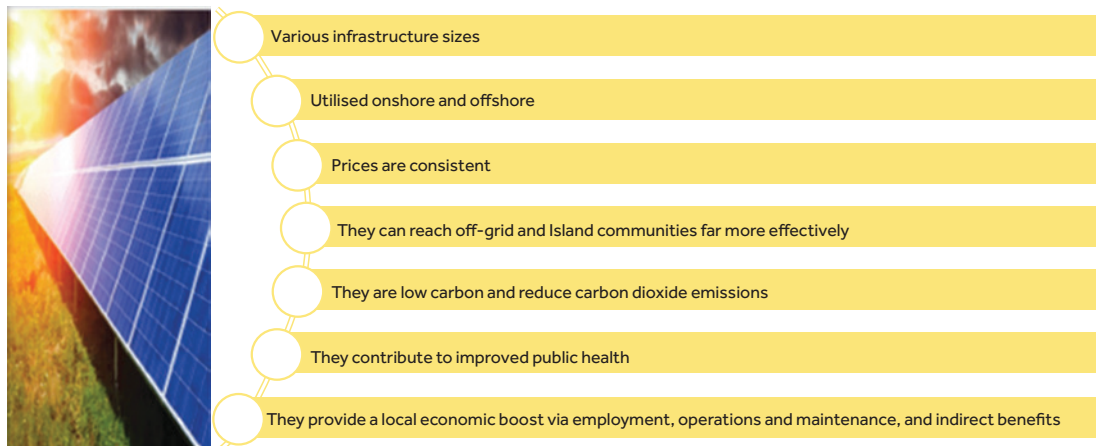 Various infrastructure sizes
Utilised onshore and offshore
Prices are consistent
They can reach off-grid and Island communities far more effectively
They are low carbon and reduce carbon dioxide emissions
They contribute to improved public health
They provide a local economic boost via employment, operations and maintenance, and indirect benefits